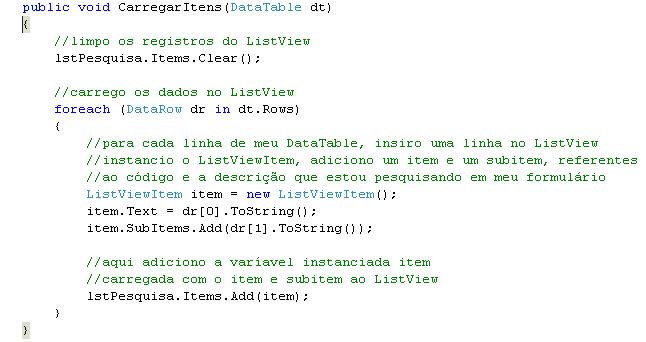 public void CarregarItens(DataTable dt)
{
    //limpo os registros do ListView
    lstPesquisa.Items.Clear();

    //carrego os dados no ListView
    foreach (DataRow dr in dt.Rows)
    {
        //para cada linha de meu DataTable, insiro uma linha no ListView
        //instancio o ListViewItem, adiciono um item e um subitem, referentes
        //ao código e a descrição que estou pesquisando em meu formulário
        ListViewItem item = new ListViewItem();
        item.Text = dr[0].ToString();
        item.SubItems.Add(dr[1].ToString());

        //aqui adiciono a varíavel instanciada item
        //carregada com o item e subitem ao ListView
        lstPesquisa.Items.Add(item);
    }
}